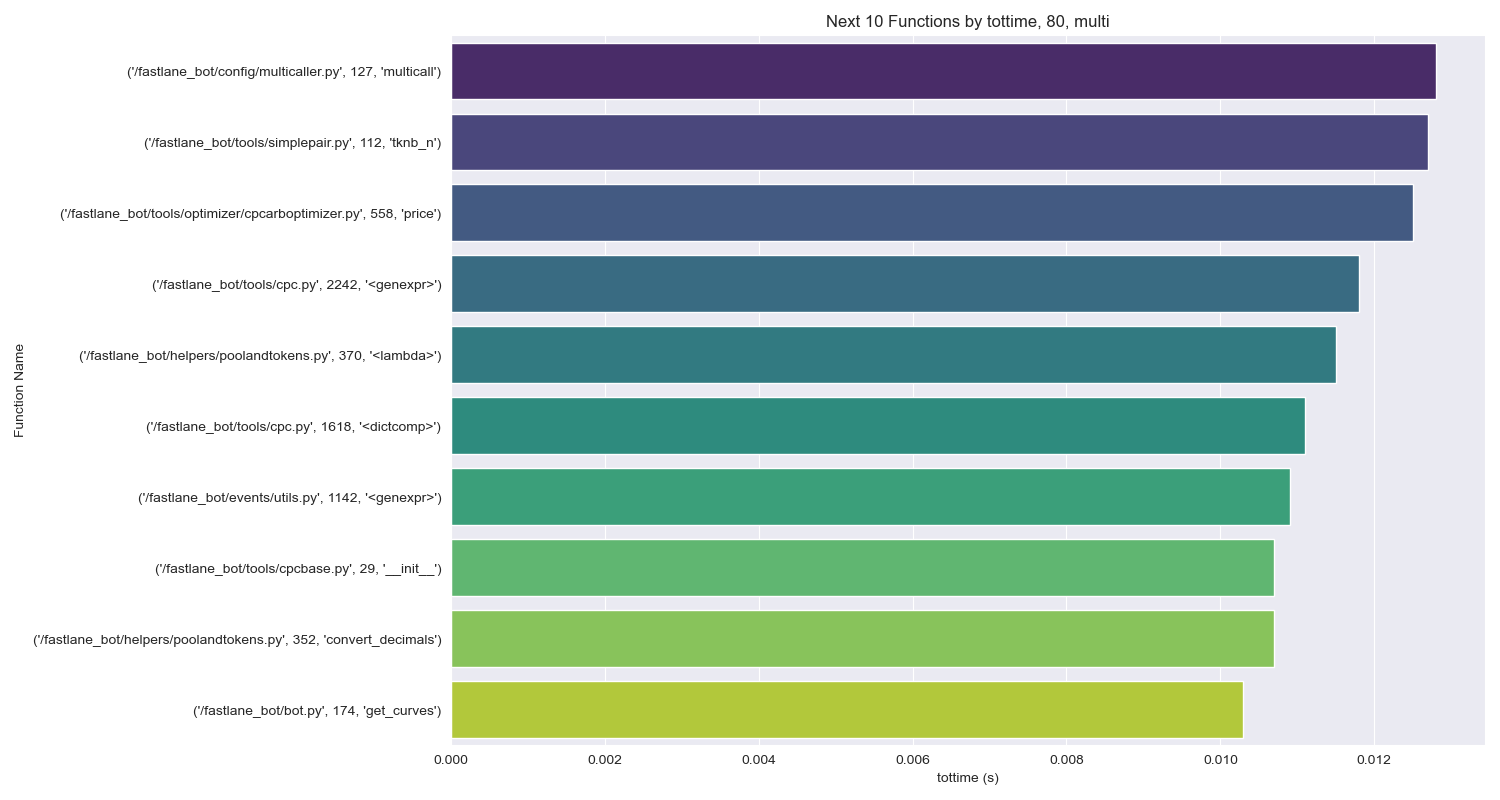 Next 10 Functions by tottime, 80, multi
('/fastlane_bot/config/multicaller.py', 127, 'multicall')
('/fastlane_bot/tools/simplepair.py', 112, 'tknb_n')
('/fastlane_bot/tools/optimizer/cpcarboptimizer.py', 558, 'price')
('/fastlane_bot/tools/cpc.py', 2242, '<genexpr>')
('/fastlane_bot/helpers/poolandtokens.py', 370, '<lambda>')
('/fastlane_bot/tools/cpc.py', 1618, '<dictcomp>')
('/fastlane_bot/events/utils.py', 1142, '<genexpr>')
('/fastlane_bot/tools/cpcbase.py', 29, '__init__')
('/fastlane_bot/helpers/poolandtokens.py', 352, 'convert_decimals')
('/fastlane_bot/bot.py', 174, 'get_curves')
Function Name
0.000 0.002 0.004 0.006 0.008 0.010 0.012
tottime (s)